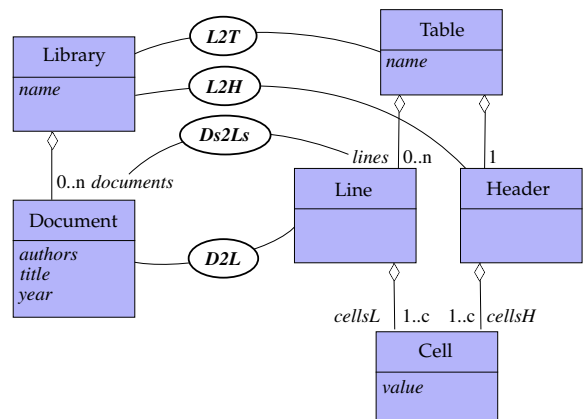 Library
name
L2T
L2H
Table
name
Ds2Ls
0..n documents
lines
0..n
1
Document
authors
title
year
D2L
Line
Header
cellsL
1..c
1..c
cellsH
Cell
value